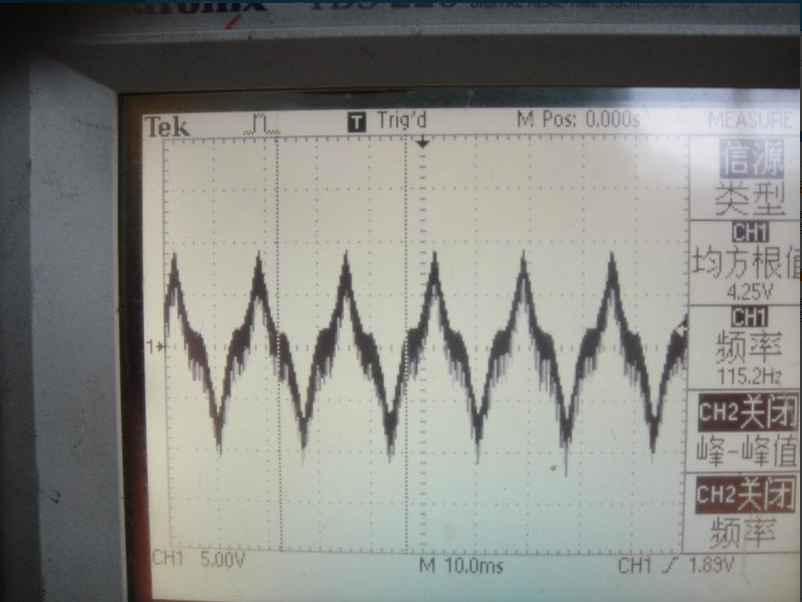 Tek
T Trig'd
M Pos: 0.000s
MEASURE
信源
类型
CH1
均方根值
4.25V
CH1
频率
115.2Hz
CH2关闭
峰-峰值
CH2关闭
频率
1
CH1 5.00V
M 10.0ms
CH1 1.89V